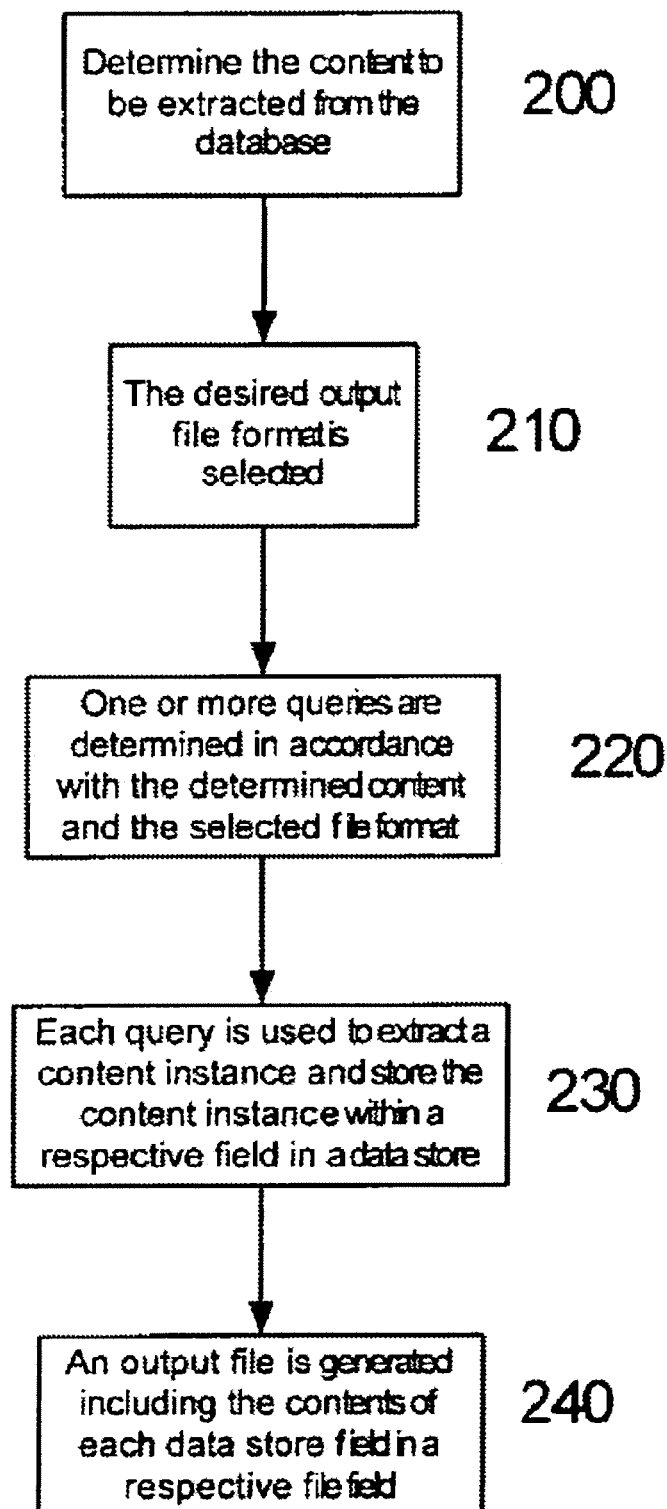 Determine the content to
be extracted from the
database
200
The desired output
file format is
selected
210
One or more queries are
determined in accordance
with the determined content
and the selected file format
220
Each query is used to extract a
content instance and store the
content instance within a
respective field in a data store
230
An output file is generated
including the contents of
each data store field in a
respective file field
240